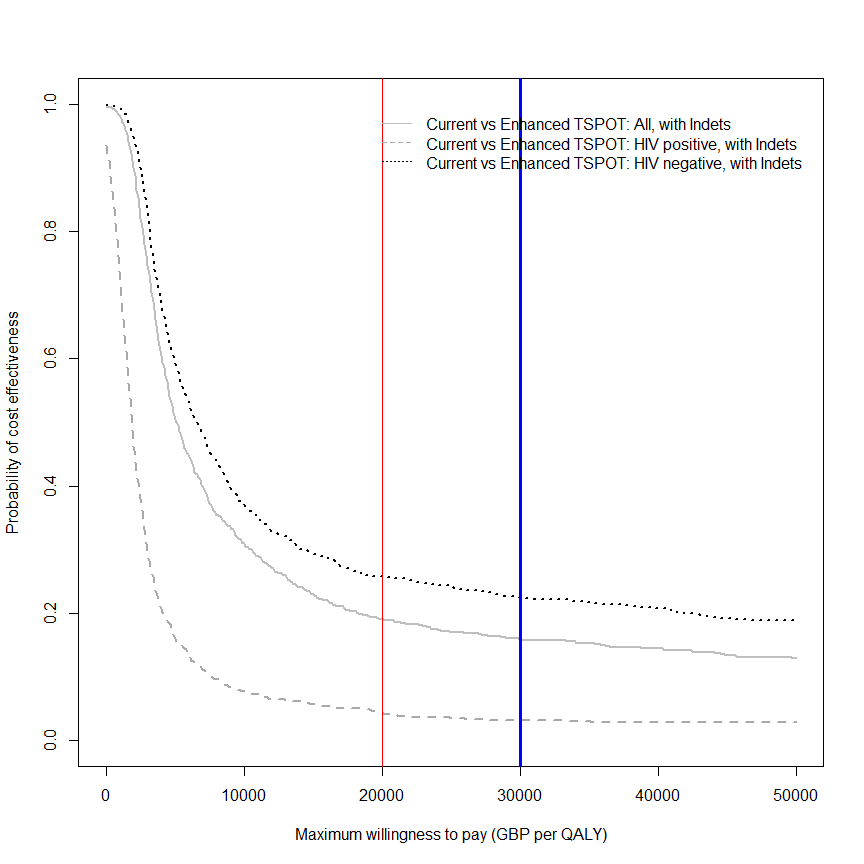 Current vs Enhanced TSPOT: All, with Indets
Current vs Enhanced TSPOT: HIV positive, with Indets
Current vs Enhanced TSPOT: HIV negative, with Indets
Probability of cost effectiveness
1.0
0.8
0.6
0.4
0.2
0.0
0
10000
20000
30000
40000
50000
Maximum willingness to pay (GBP per QALY)